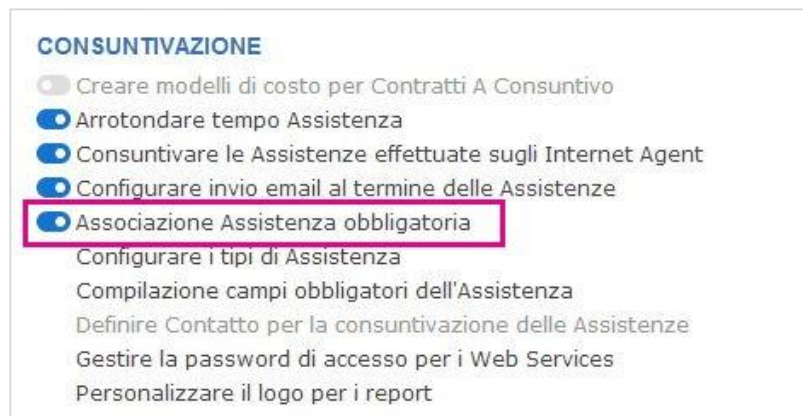 CONSUNTIVAZIONE
Creare modelli di costo per Contratti A Consuntivo
Arrotondare tempo Assistenza
Consuntivare le Assistenze effettuate sugli Internet Agent
Configurare invio email al termine delle Assistenze
Associazione Assistenza obbligatoria
Configurare i tipi di Assistenza
Compilazione campi obbligatori dell'Assistenza
Definire Contatto per la consuntivazione delle Assistenze
Gestire la password di accesso per i Web Services
Personalizzare il logo per i report